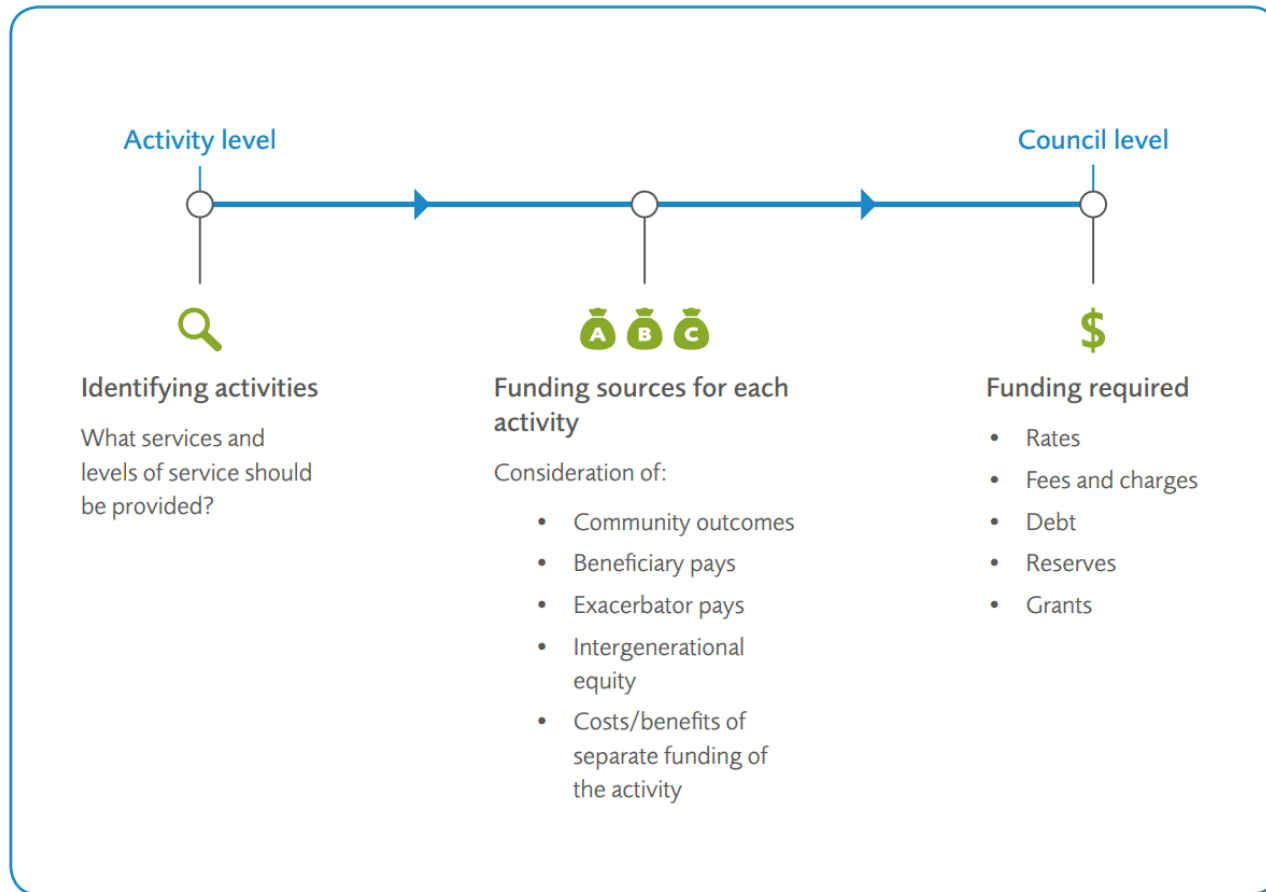 Activity level
Council level
A B C
$
Identifying activities
What services and
levels of service should
be provided?
Funding sources for each
activity
Consideration of:
• Community outcomes
• Beneficiary pays
• Exacerbator pays
• Intergenerational
equity
• Costs/benefits of
separate funding of
the activity
Funding required
• Rates
• Fees and charges
• Debt
• Reserves
• Grants